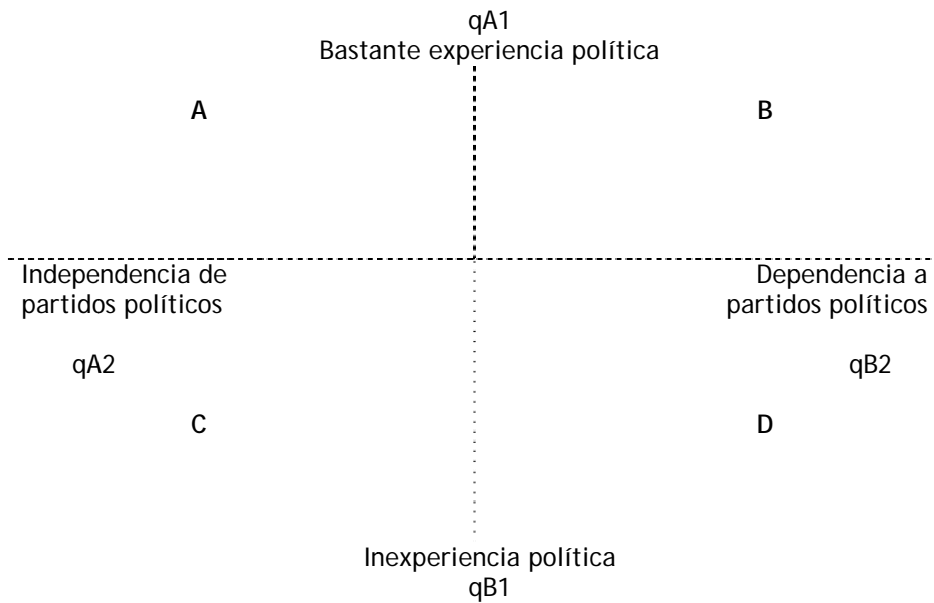 qA1
Bastante experiencia política
A
B
Independencia de
partidos políticos
Dependencia a
partidos políticos
qA2
qB2
C
D
Inexperiencia política
qB1